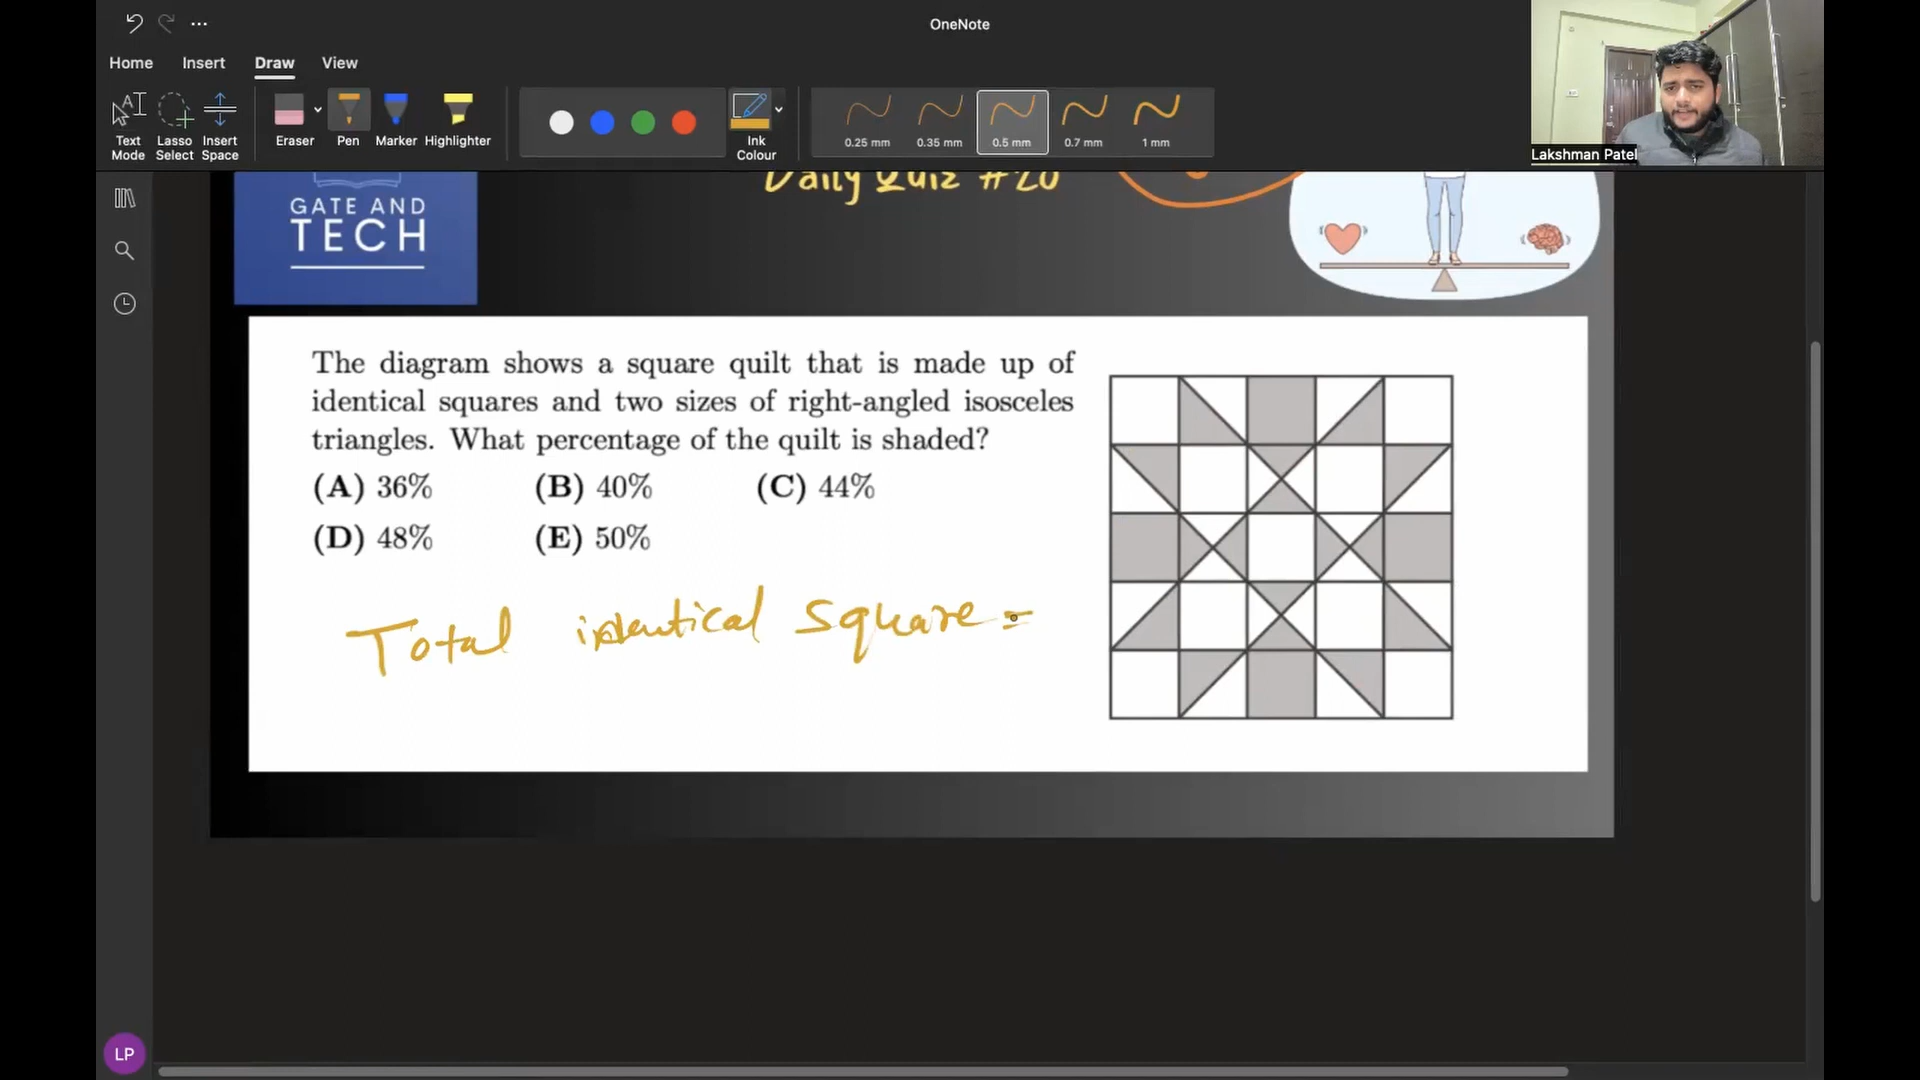 OneNote
Home Insert Draw View
Text Mode
Lasso Select
Insert Space
Eraser
Pen
Marker
Highlighter
Ink Colour
0.25 mm
0.35 mm
0.5 mm
0.7 mm
1 mm
Lakshman Patel
GATE AND
TECH
Daily Quiz #20
The diagram shows a square quilt that is made up of
identical squares and two sizes of right-angled isosceles
triangles. What percentage of the quilt is shaded?
(A) 36% (B) 40% (C) 44%
(D) 48% (E) 50%
Total identical square =
LP